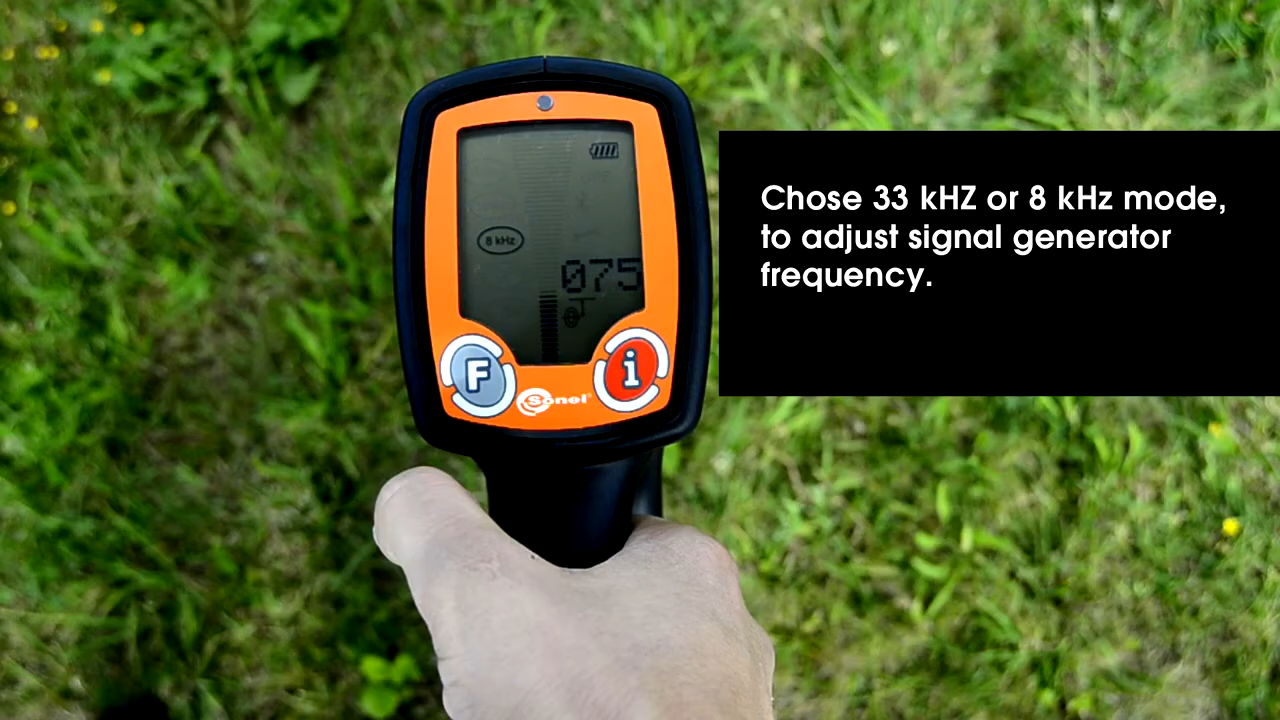 8 kHz
075
F
i
Sonel
Chose 33 kHZ or 8 kHz mode,
to adjust signal generator
frequency.